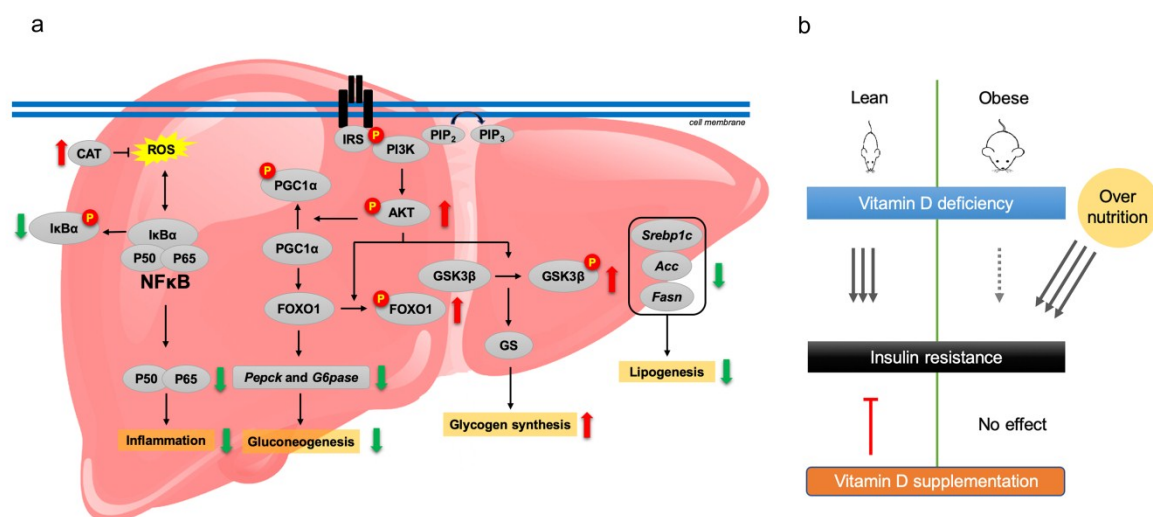 a
cell membrane
IRS
P
PI3K
PIP2
PIP3
CAT
ROS
P
PGC1α
P
AKT
IκBα
P
IκBα
P50
P65
NFκB
PGC1α
GSK3β
GSK3β
P
FOXO1
P
FOXO1
GS
Srebp1c
Acc
Fasn
P50
P65
Pepck and G6pase
Lipogenesis
Inflammation
Gluconeogenesis
Glycogen synthesis
b
Lean
Obese
Vitamin D deficiency
Over
nutrition
Insulin resistance
No effect
Vitamin D supplementation